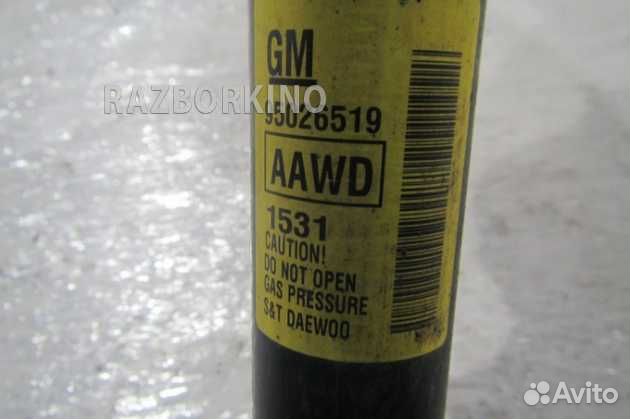 GM
RAZBORKINO
95026519
AAWD
1531
CAUTION!
DO NOT OPEN
GAS PRESSURE
S&T DAEWOO
Avito